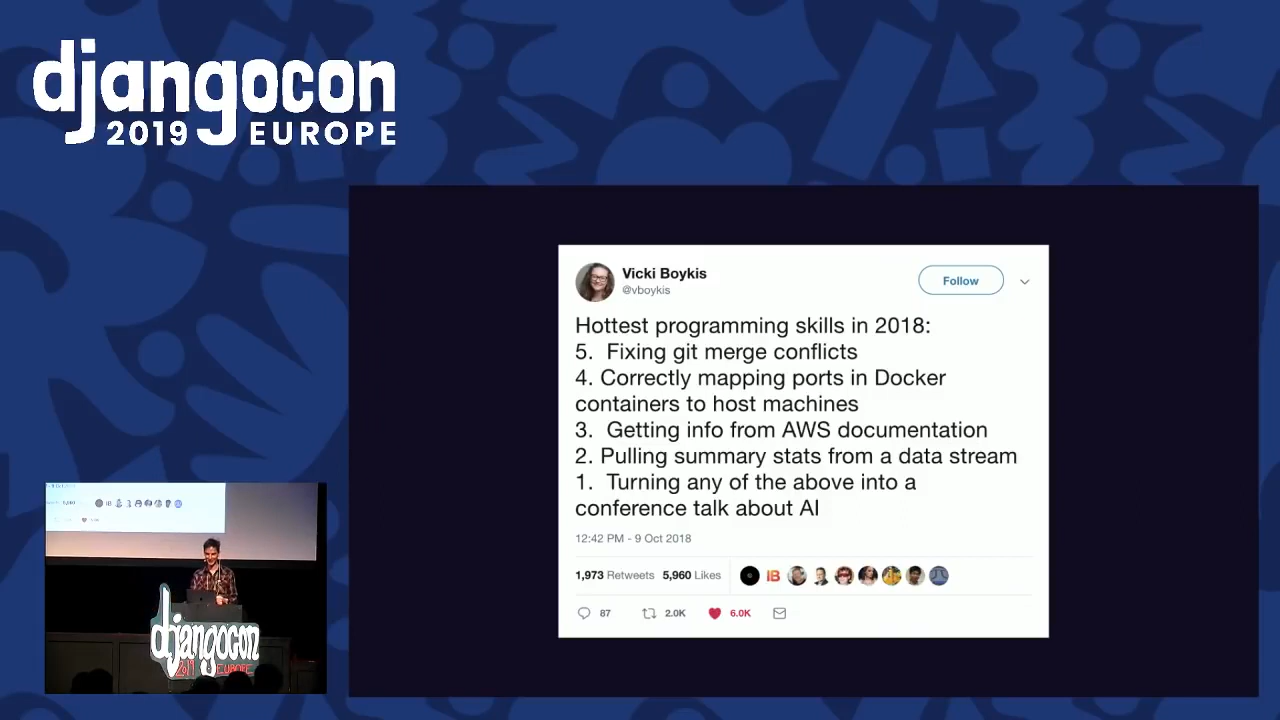 djangocon
2019 EUROPE
Vicki Boykis
@vboykis
Follow
Hottest programming skills in 2018:
5. Fixing git merge conflicts
4. Correctly mapping ports in Docker
containers to host machines
3. Getting info from AWS documentation
2. Pulling summary stats from a data stream
1. Turning any of the above into a
conference talk about AI
12:42 PM - 9 Oct 2018
1,973 Retweets 5,960 Likes
IB
87 2.0K 6.0K
djangocon
2019 EUROPE